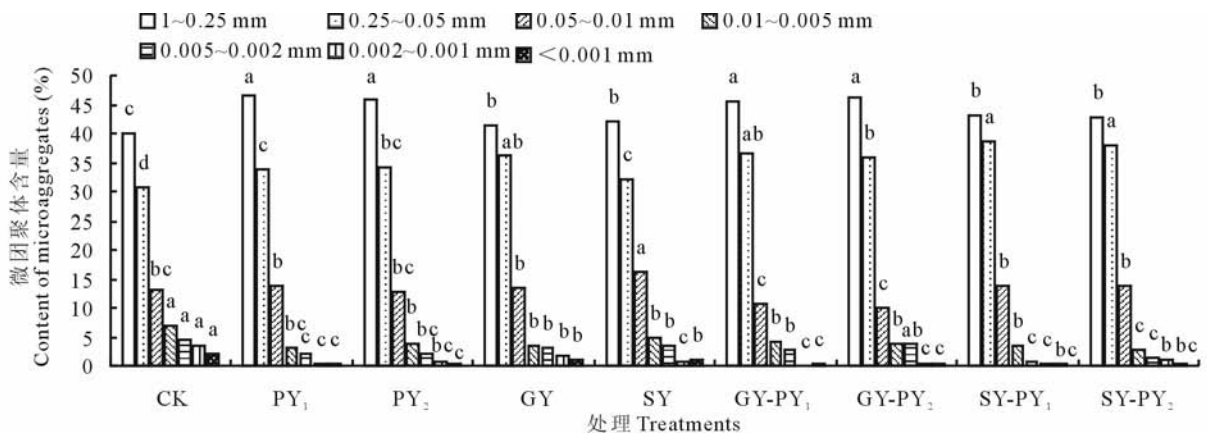 1~0.25 mm 0.25~0.05 mm 0.05~0.01 mm 0.01~0.005 mm
0.005~0.002 mm 0.002~0.001 mm <0.001 mm
微团聚体含量
Content of microaggregates (%)
50
45
40
35
30
25
20
15
10
5
0
c d bc a a a a
a c b bc c c c
a bc bc b bc bc c
b ab b b b b b
b c a b b c b
a ab c b b c c
a b c b ab c c
b a b b c c bc
b a b c c b bc
CK PY₁ PY₂ GY SY GY-PY₁ GY-PY₂ SY-PY₁ SY-PY₂
处理 Treatments